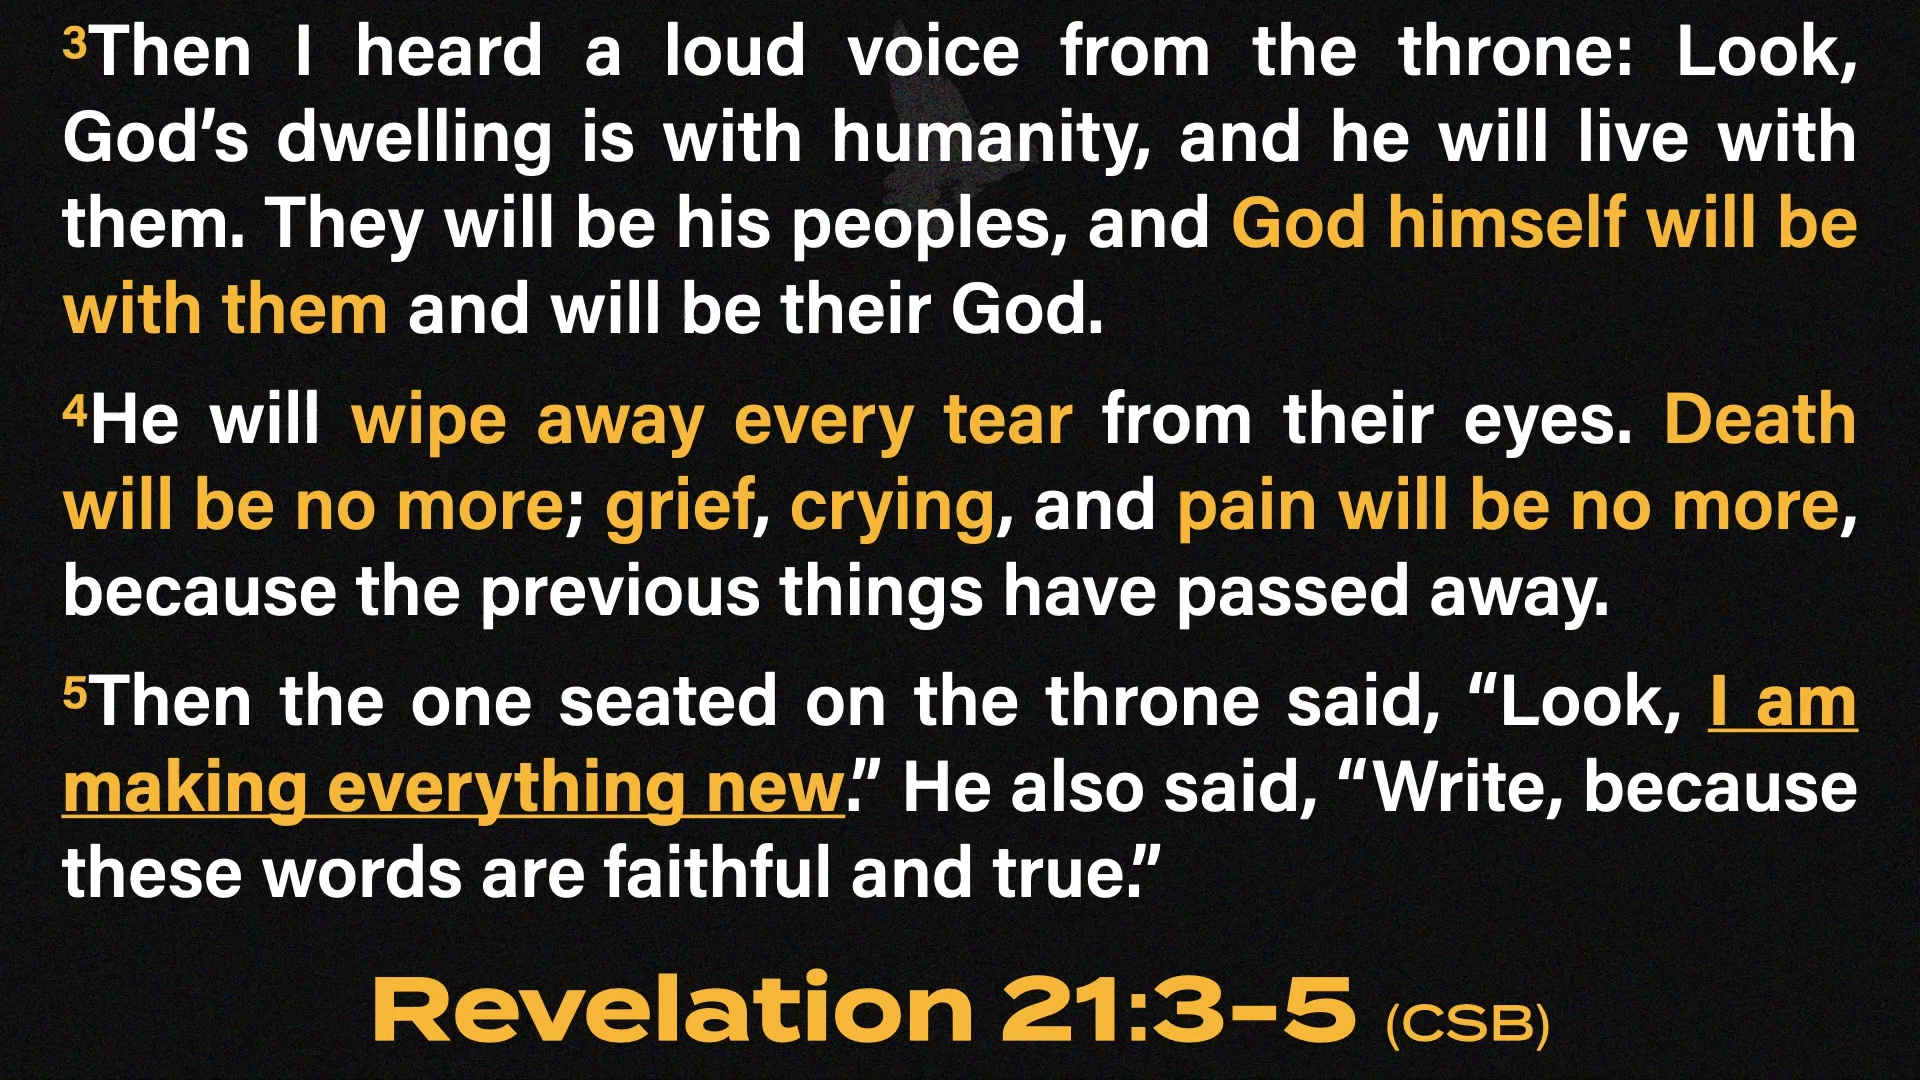 ³Then I heard a loud voice from the throne: Look,
God’s dwelling is with humanity, and he will live with
them. They will be his peoples, and God himself will be
with them and will be their God.
⁴He will wipe away every tear from their eyes. Death
will be no more; grief, crying, and pain will be no more,
because the previous things have passed away.
⁵Then the one seated on the throne said, “Look, I am
making everything new.” He also said, “Write, because
these words are faithful and true.”
Revelation 21:3–5 (CSB)